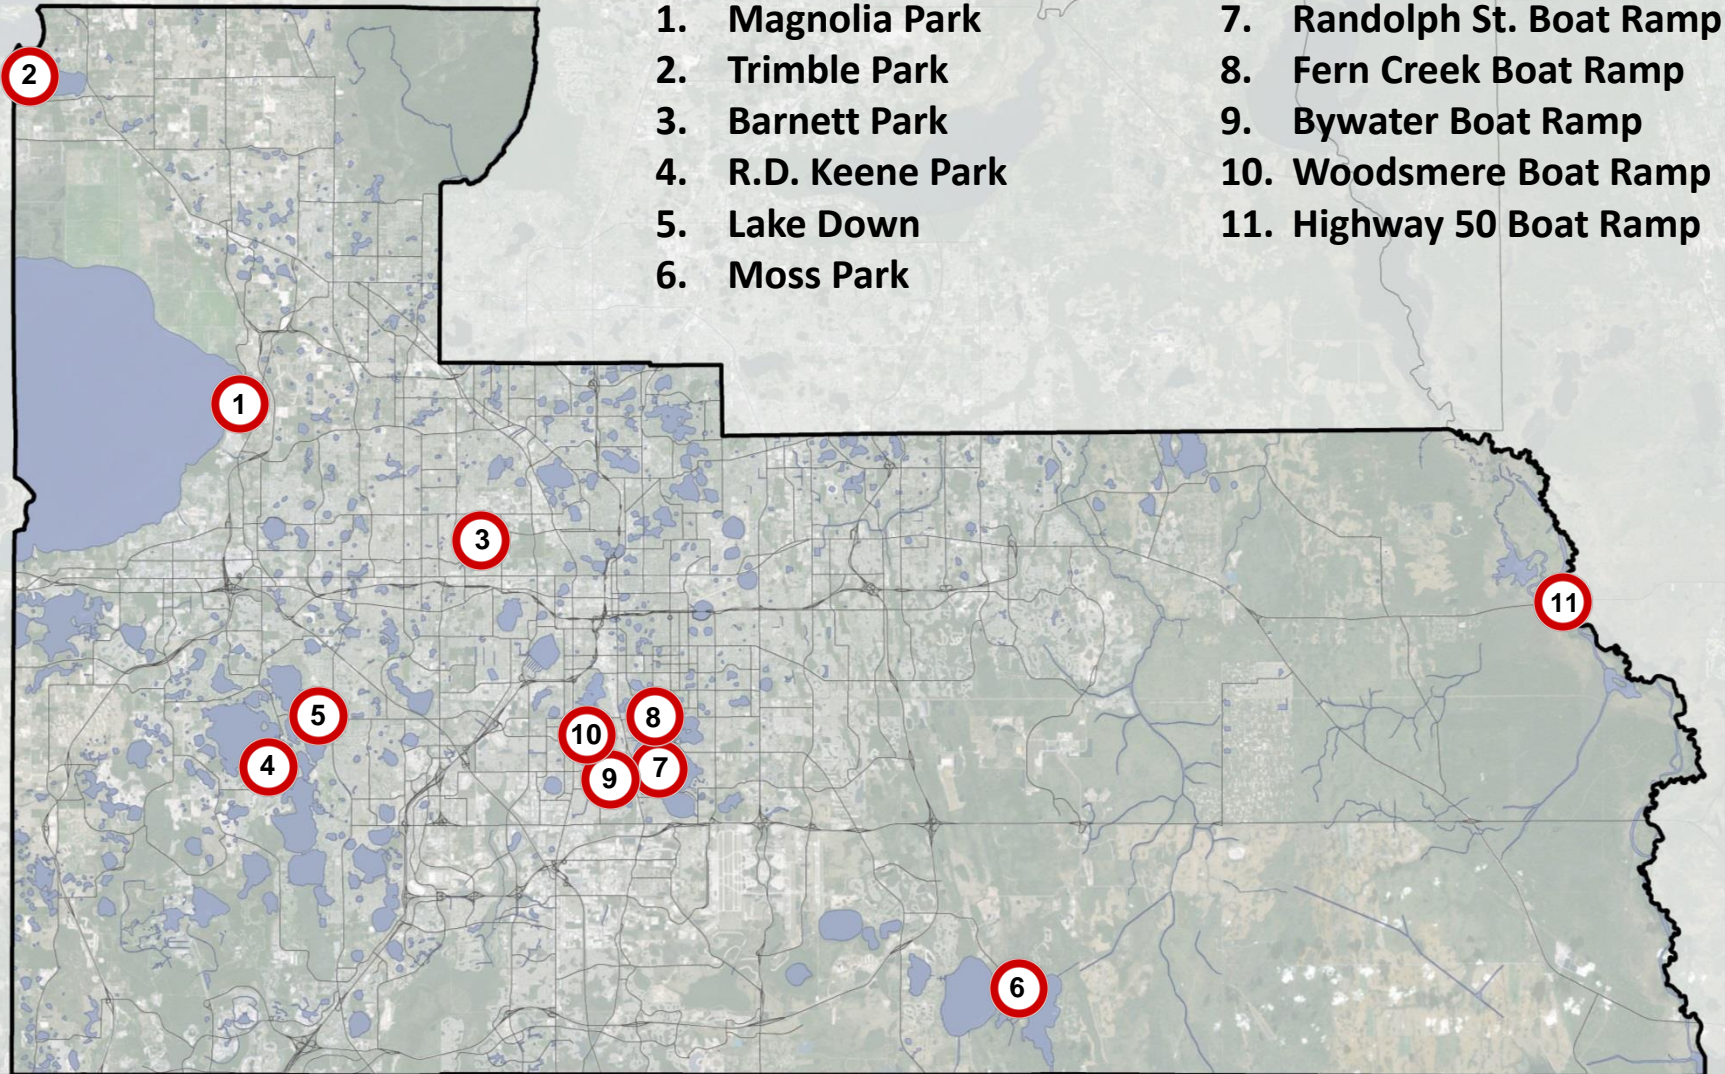 1. Magnolia Park
2. Trimble Park
3. Barnett Park
4. R.D. Keene Park
5. Lake Down
6. Moss Park
7. Randolph St. Boat Ramp
8. Fern Creek Boat Ramp
9. Bywater Boat Ramp
10. Woodsmere Boat Ramp
11. Highway 50 Boat Ramp
2
1
3
11
5
8
10
4
7
9
6